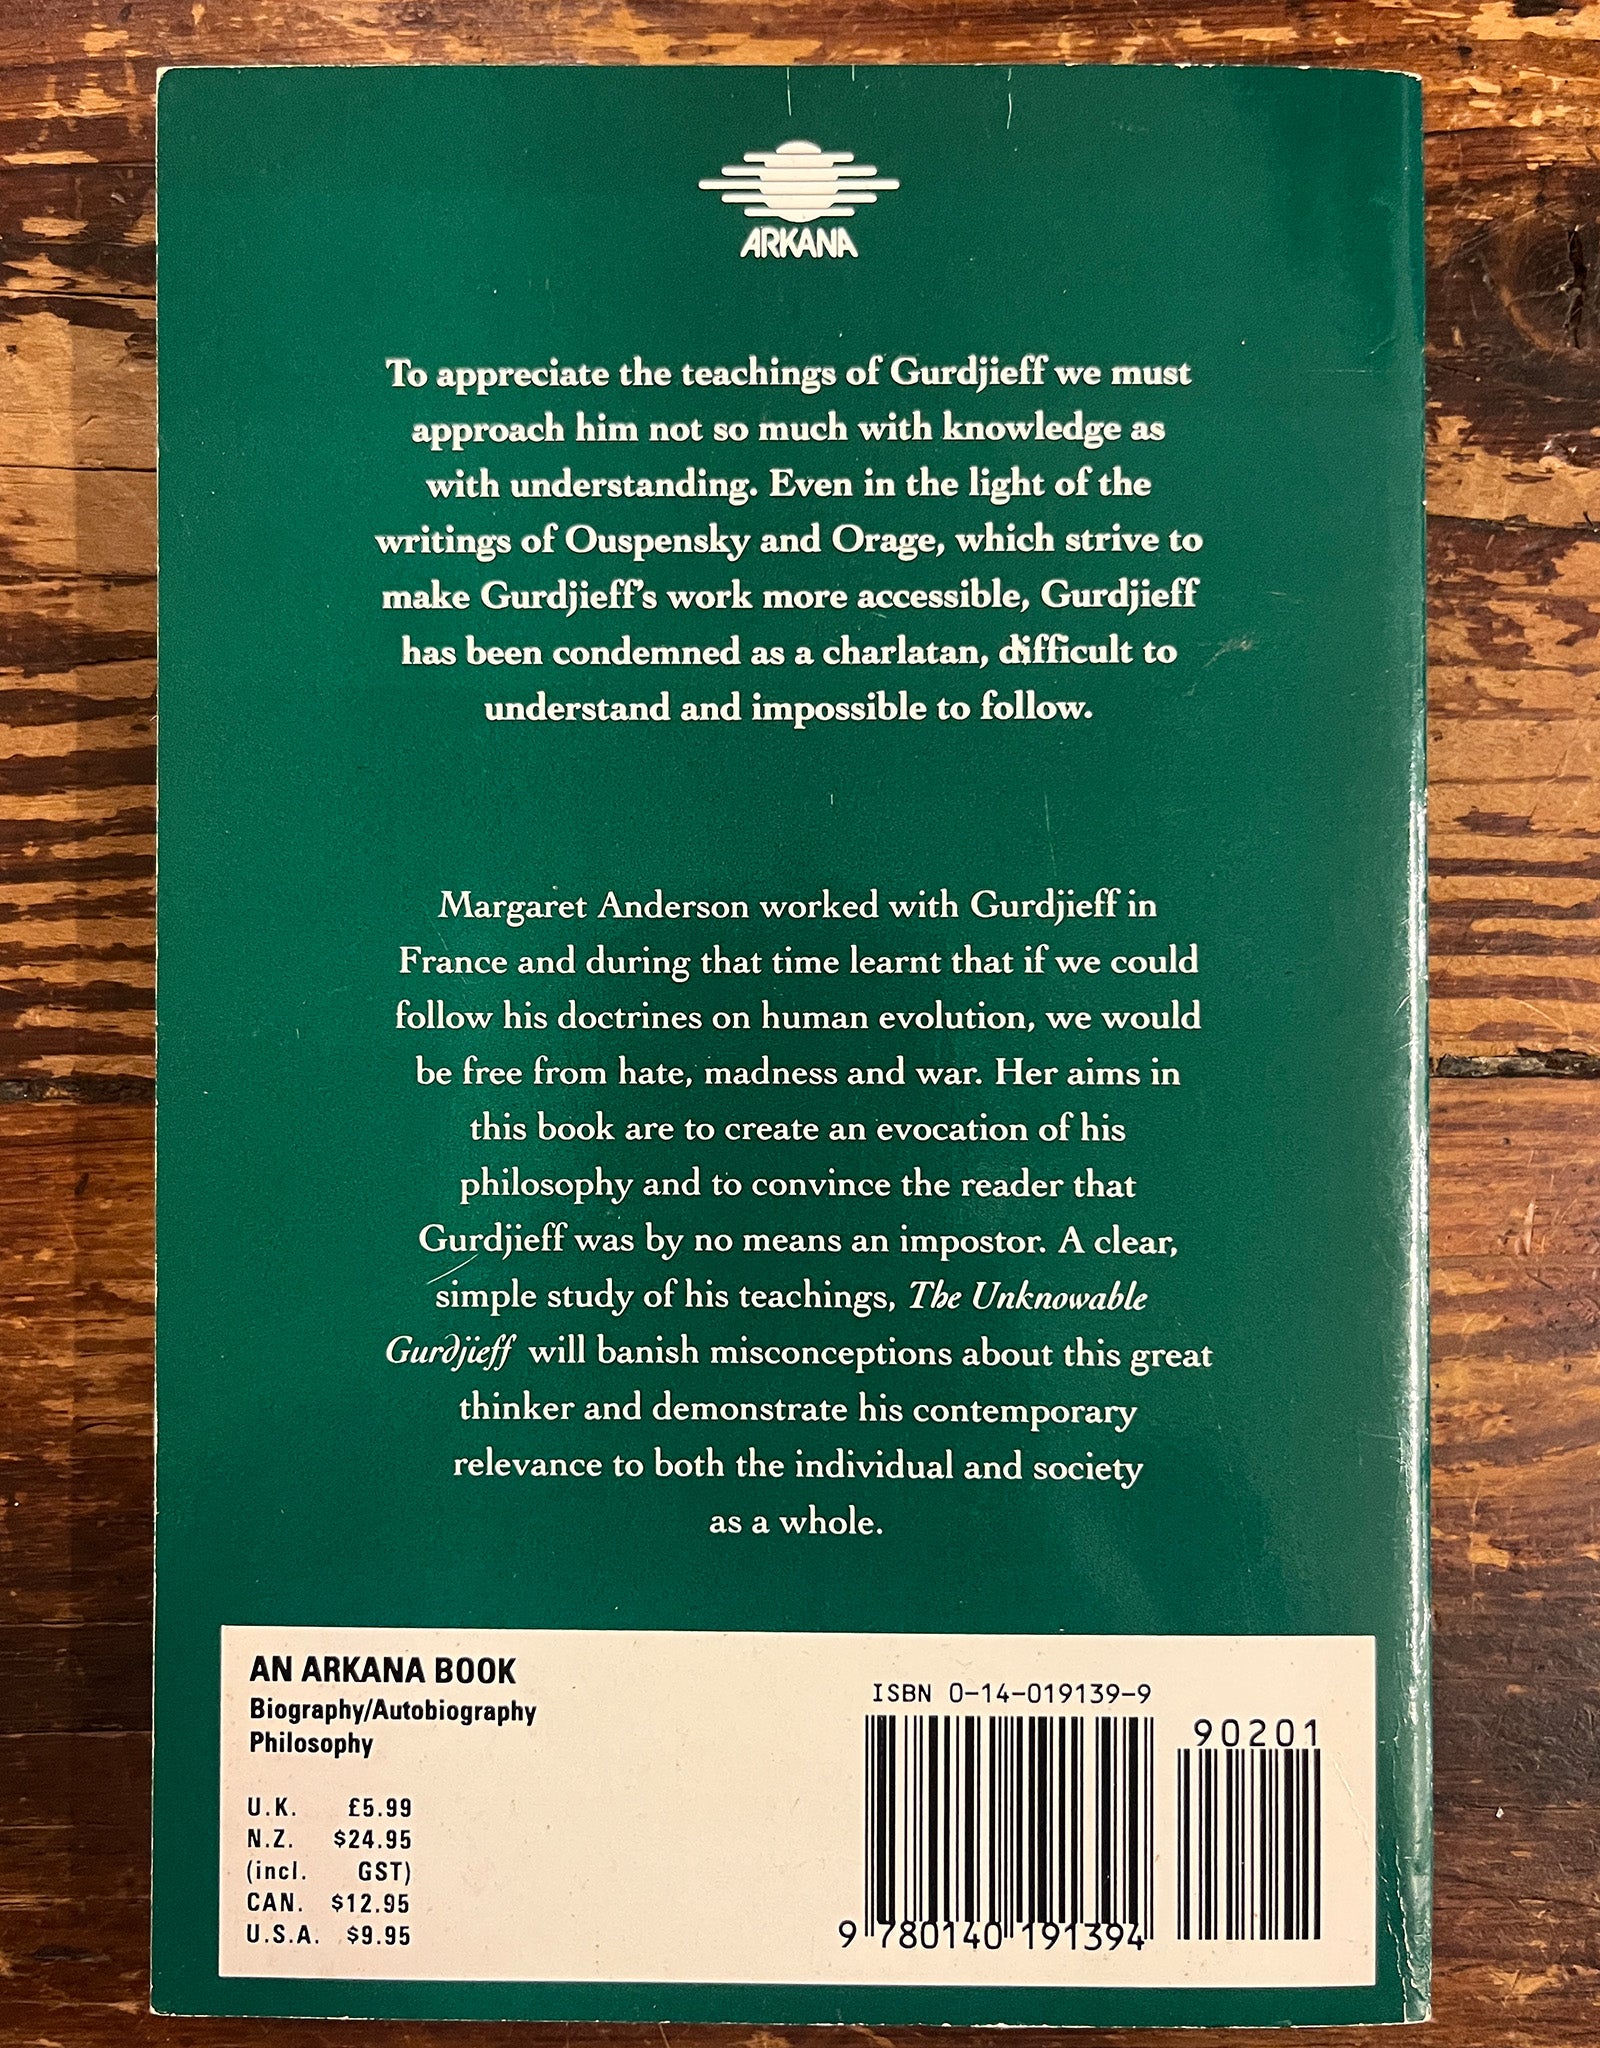 ARKANA
To appreciate the teachings of Gurdjieff we must
approach him not so much with knowledge as
with understanding. Even in the light of the
writings of Ouspensky and Orage, which strive to
make Gurdjieff's work more accessible, Gurdjieff
has been condemned as a charlatan, difficult to
understand and impossible to follow.
Margaret Anderson worked with Gurdjieff in
France and during that time learnt that if we could
follow his doctrines on human evolution, we would
be free from hate, madness and war. Her aims in
this book are to create an evocation of his
philosophy and to convince the reader that
Gurdjieff was by no means an impostor. A clear,
simple study of his teachings, The Unknowable
Gurdjieff will banish misconceptions about this great
thinker and demonstrate his contemporary
relevance to both the individual and society
as a whole.
AN ARKANA BOOK
Biography/Autobiography
Philosophy
U.K. £5.99
N.Z. $24.95
(incl. GST)
CAN. $12.95
U.S.A. $9.95
ISBN 0-14-019139-9
90201
9 780140 191394